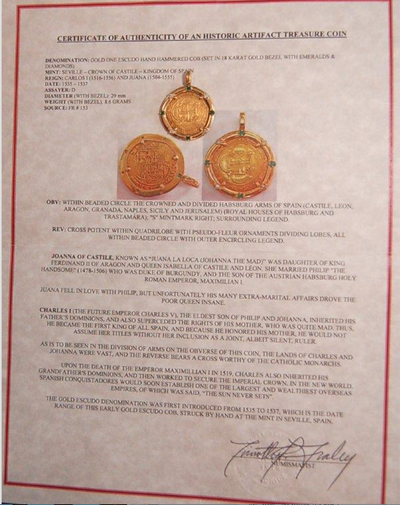 CERTIFICATE OF AUTHENTICITY OF AN HISTORIC ARTIFACT TREASURE COIN
DENOMINATION: GOLD ONE ESCUDO HAND HAMMERED COB (SET IN 18 KARAT GOLD BEZEL WITH EMERALDS &
DIAMONDS)
MINT: SEVILLE - CROWN OF CASTILE - KINGDOM OF
REIGN: CARLOS I (1516-1556) AND JUANA (1504-1555)
DATE: 1535 - 1537
ASSAYER: D
DIAMETER (WITH BEZEL): 29 mm
WEIGHT (WITH BEZEL): 8.6 GRAMS
SOURCE: FR # 153
OBV: WITHIN BEADED CIRCLE THE CROWNED AND DIVIDED HABSBURG ARMS OF SPAIN (CASTILE, LEON,
ARAGON, GRANADA, NAPLES, SICILY AND JERUSALEM) (ROYAL HOUSES OF HABSBURG AND
TRASTAMARA), "S" MINTMARK RIGHT; SURROUNDING LEGEND
REV: CROSS POTENT WITHIN QUADRILOBE WITH PSEUDO-FLEUR ORNAMENTS DIVIDING LOBES, ALL
WITHIN BEADED CIRCLE WITH OUTER ENCIRCLING LEGEND.
JOANNA OF CASTILE, KNOWN AS "JUANA LA LOCA (JOHANNA THE MAD)" WAS DAUGHTER OF KING
FERDINAND II OF ARAGON AND QUEEN ISABELLA OF CASTILE AND LEON. SHE MARRIED PHILIP "THE
HANDSOME" (1478-1506) WHO WAS DUKE OF BURGUNDY, AND THE SON OF THE AUSTRIAN HABSBURG HOLY
ROMAN EMPEROR, MAXIMILIAN I.
JUANA FELL IN LOVE WITH PHILIP, BUT UNFORTUNATELY HIS MANY EXTRA-MARITAL AFFAIRS DROVE THE
POOR QUEEN INSANE.
CHARLES I (THE FUTURE EMPEROR CHARLES V), THE ELDEST SON OF PHILIP AND JOHANNA, INHERITED HIS
FATHER'S DOMINIONS, AND ALSO SUPERCEDED THE RIGHTS OF HIS MOTHER, WHO WAS QUITE MAD. THUS,
HE BECAME THE FIRST KING OF ALL SPAIN, AND BECAUSE HE HONORED HIS MOTHER, HE WOULD NOT
ASSUME HER TITLES WITHOUT HER INCLUSION AS A JOINT, ALBEIT SILENT, RULER.
AS IS TO BE SEEN IN THE DIVISION OF ARMS ON THE OBVERSE OF THIS COIN, THE LANDS OF CHARLES AND
JOHANNA WERE VAST, AND THE REVERSE BEARS A CROSS WORTHY OF THE CATHOLIC MONARCHS.
UPON THE DEATH OF THE EMPEROR MAXIMILIAN I IN 1519, CHARLES ALSO INHERITED HIS
GRANDFATHER'S DOMINIONS, AND THEN WORKED TO SECURE THE IMPERIAL CROWN. IN THE NEW WORLD,
SPANISH CONQUISTADORES WOULD SOON ESTABLISH ONE OF THE LARGEST AND WEALTHIEST OVERSEAS
EMPIRES, OF WHICH WAS SAID, "THE SUN NEVER SETS".
THE GOLD ESCUDO DENOMINATION WAS FIRST INTRODUCED FROM 1535 TO 1537, WHICH IS THE DATE
RANGE OF THIS EARLY GOLD ESCUDO COB, STRUCK BY HAND AT THE MINT IN SEVILLE, SPAIN.
NUMISMATIST